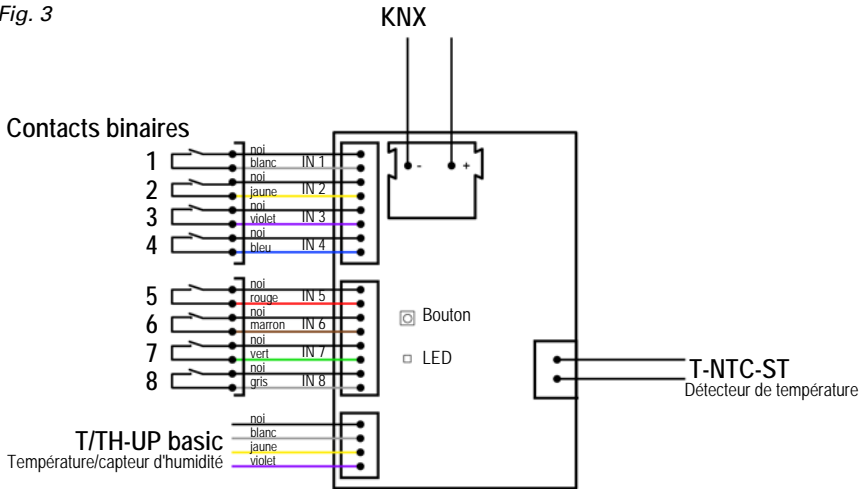 Fig. 3
KNX
- +
Contacts binaires
noi
1 blanc IN 1
noi
2 jaune IN 2
noi
3 violet IN 3
noi
4 bleu IN 4
noi
5 rouge IN 5
noi
6 marron IN 6
noi
7 vert IN 7
noi
8 gris IN 8
Bouton
LED
T-NTC-ST
Détecteur de température
noi
T/TH-UP basic blanc
jaune
Température/capteur d'humidité violet